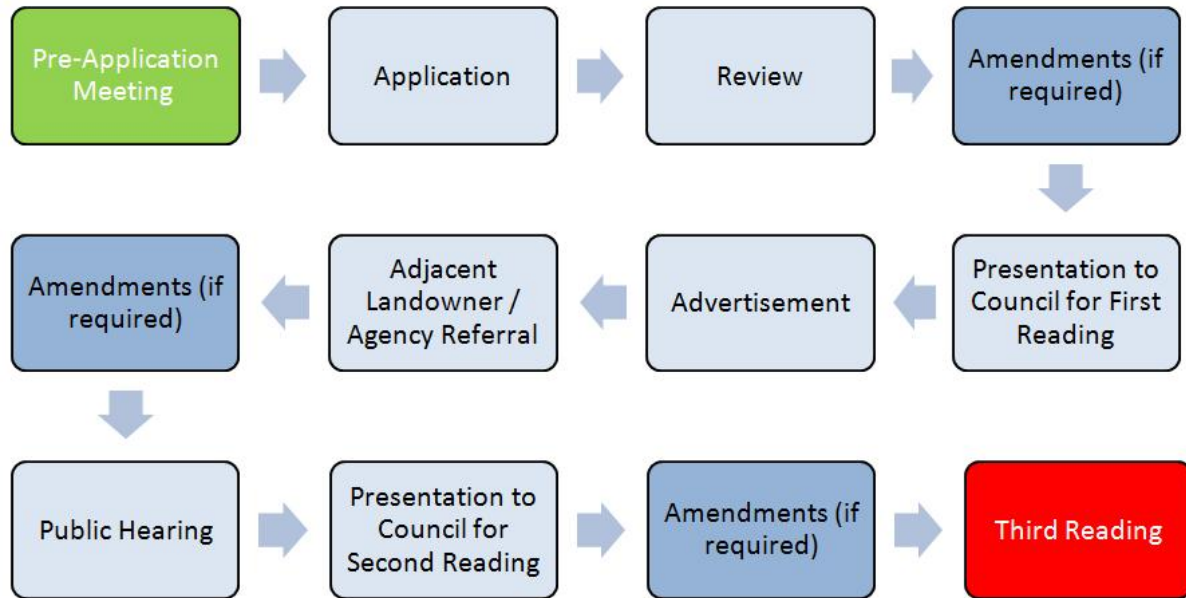 Pre-Application
Meeting
Application
Review
Amendments (if
required)
Presentation to
Council for First
Reading
Advertisement
Adjacent
Landowner /
Agency Referral
Amendments (if
required)
Public Hearing
Presentation to
Council for
Second Reading
Amendments (if
required)
Third Reading